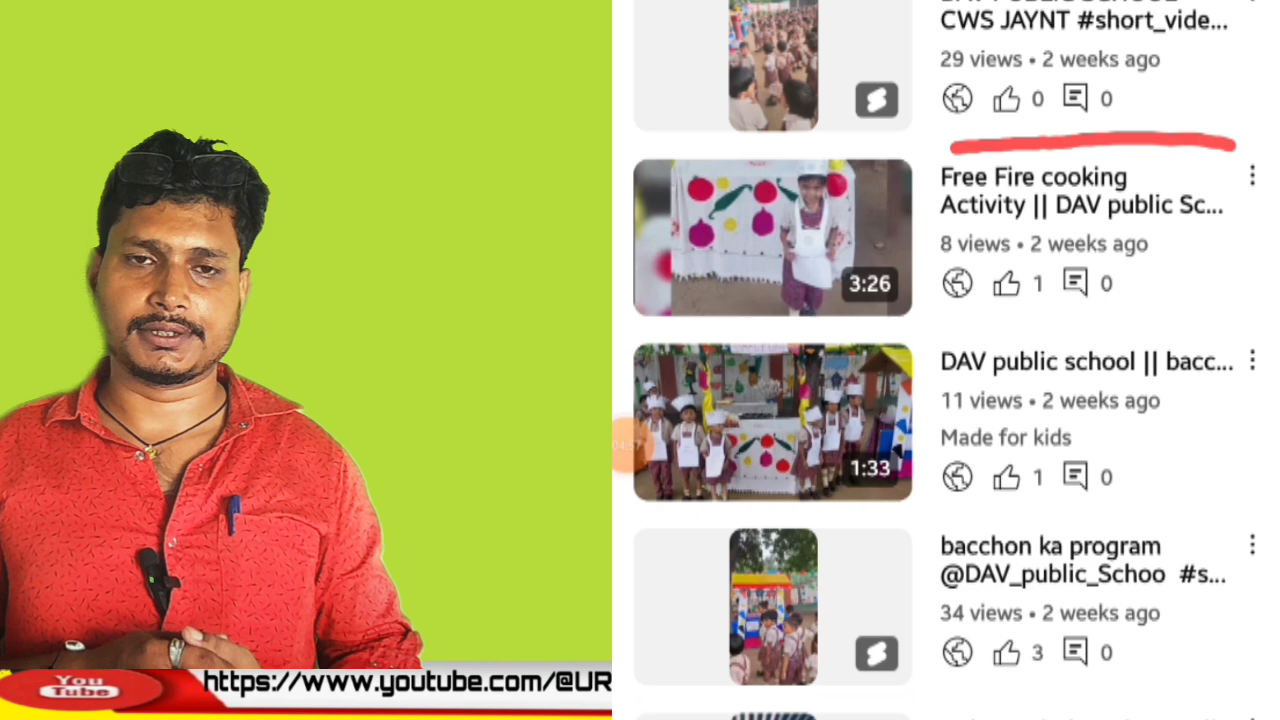 CWS JAYNT #short_vide...
29 views • 2 weeks ago
0 0
Free Fire cooking
Activity || DAV public Sc...
8 views • 2 weeks ago
3:26
1 0
DAV public school || bacc...
11 views • 2 weeks ago
Made for kids
1:33
1 0
bacchon ka program
@DAV_public_Schoo #s...
34 views • 2 weeks ago
3 0
You
Tube
https://www.youtube.com/@UR